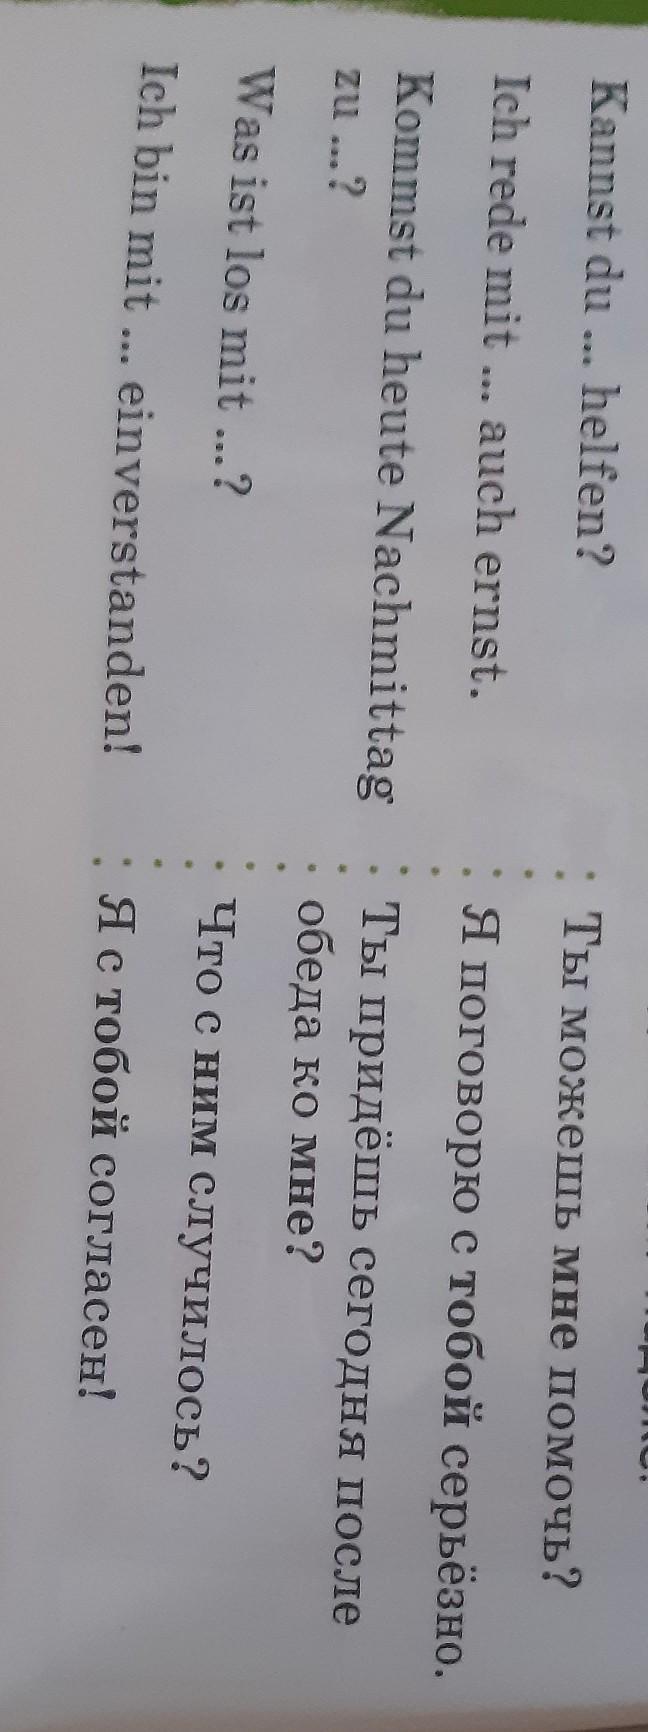 Kannst du ... helfen?
Ich rede mit ... auch ernst.
Kommst du heute Nachmittag
zu ...?
Was ist los mit ...?
Ich bin mit ... einverstanden!
Ты можешь мне помочь?
Я поговорю с тобой серьёзно.
Ты придёшь сегодня после
обеда ко мне?
Что с ним случилось?
Я с тобой согласен!